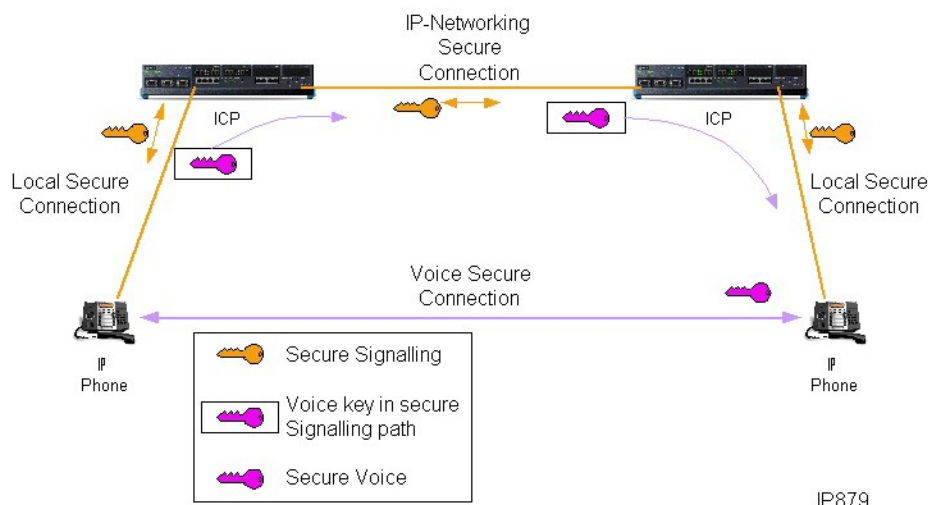 IP-Networking
Secure
Connection
ICP
ICP
Local Secure
Connection
Local Secure
Connection
Voice Secure
Connection
IP
Phone
IP
Phone
Secure Signalling
Voice key in secure
Signalling path
Secure Voice
IP879